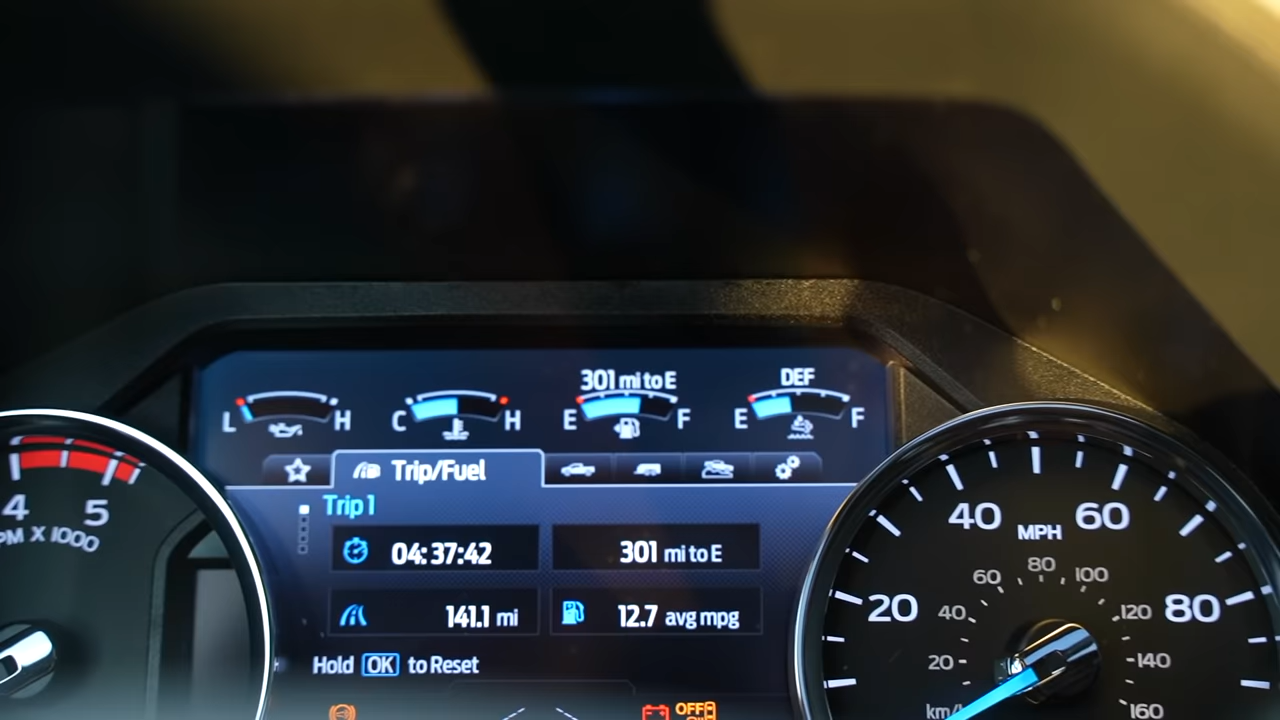 301 mi to E
DEF
L H
C H
E F
E F
Trip/Fuel
Trip 1
04:37:42
301 mi to E
141.1 mi
12.7 avg mpg
Hold OK to Reset
OFF
4 5
PM X 1000
20 40 60 80
MPH
20 40 60 80 100 120 140 160
km/